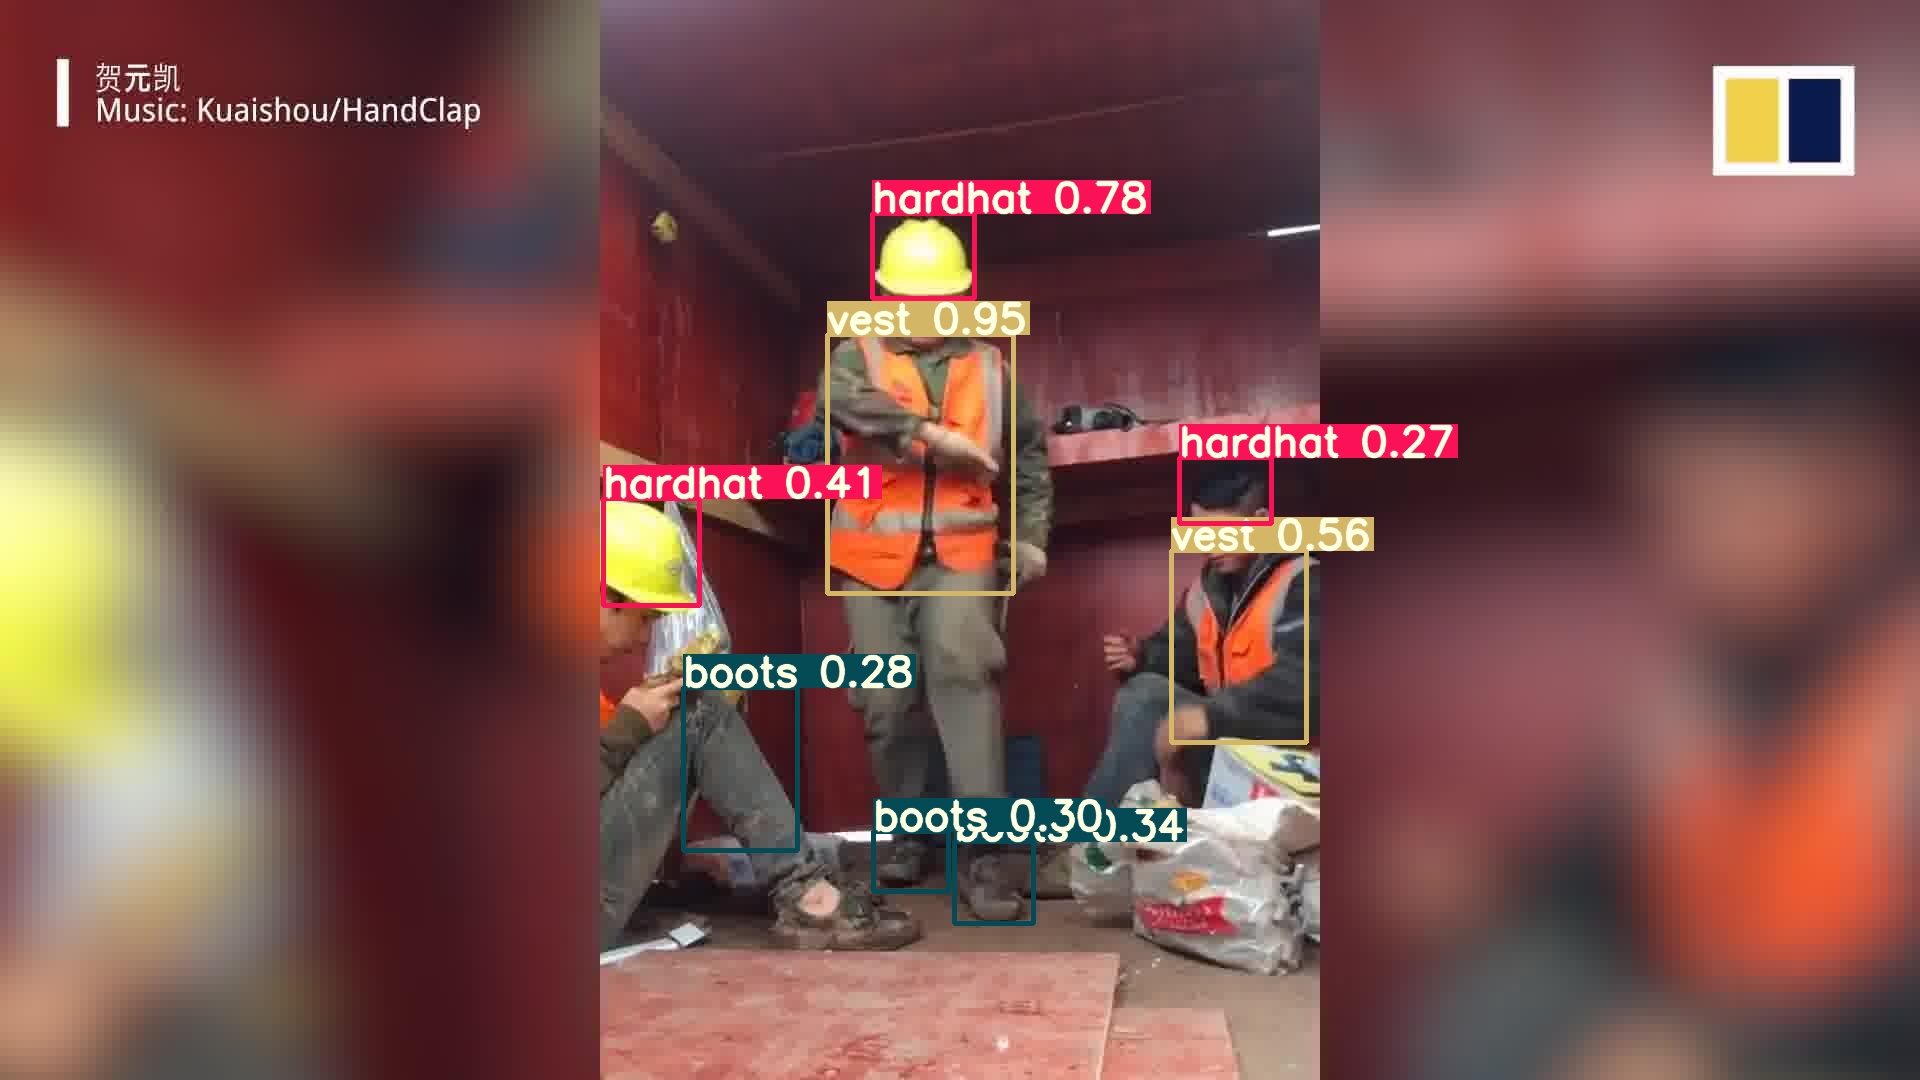 贺元凯
Music: Kuaishou/HandClap
hardhat 0.78
vest 0.95
hardhat 0.27
hardhat 0.41
vest 0.56
boots 0.28
boots 0.30
boots 0.34